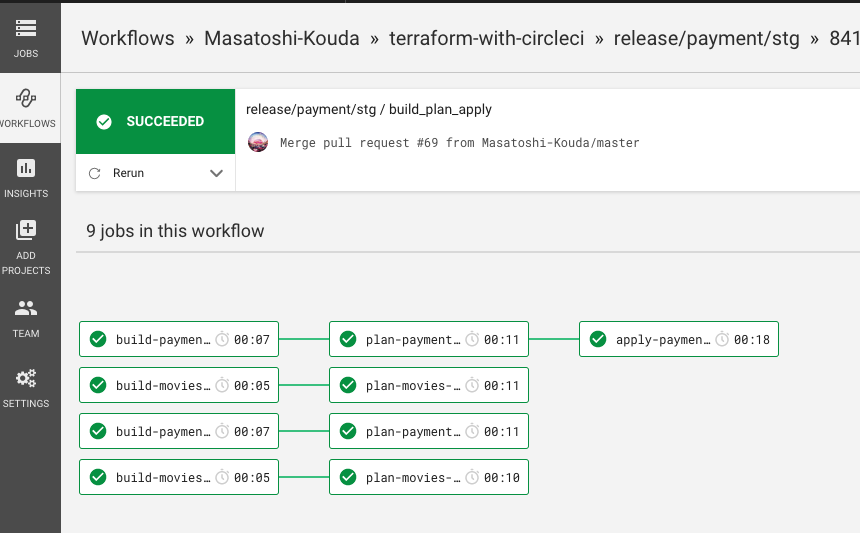 JOBS
WORKFLOWS
INSIGHTS
ADD
PROJECTS
TEAM
SETTINGS
Workflows » Masatoshi-Kouda » terraform-with-circleci » release/payment/stg » 841
SUCCEEDED
Rerun
release/payment/stg / build_plan_apply
Merge pull request #69 from Masatoshi-Kouda/master
9 jobs in this workflow
build-paymen… 00:07 plan-payment… 00:11 apply-paymen… 00:18
build-movies… 00:05 plan-movies-… 00:11
build-paymen… 00:07 plan-payment… 00:11
build-movies… 00:05 plan-movies-… 00:10